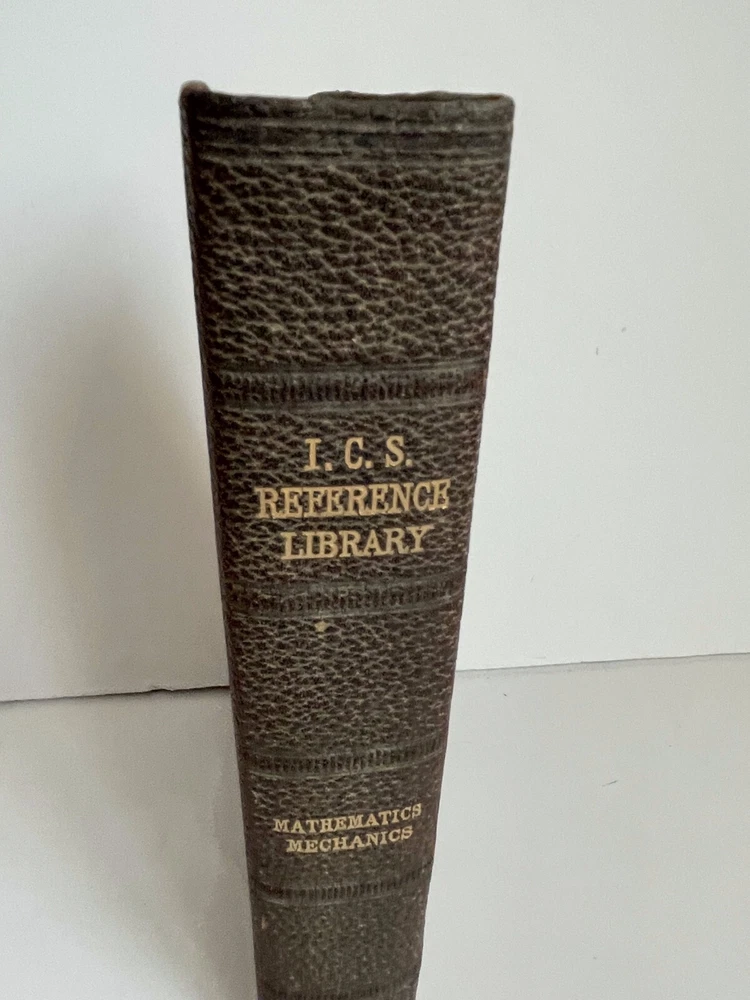 I. C. S.
REFERENCE
LIBRARY
MATHEMATICS
MECHANICS